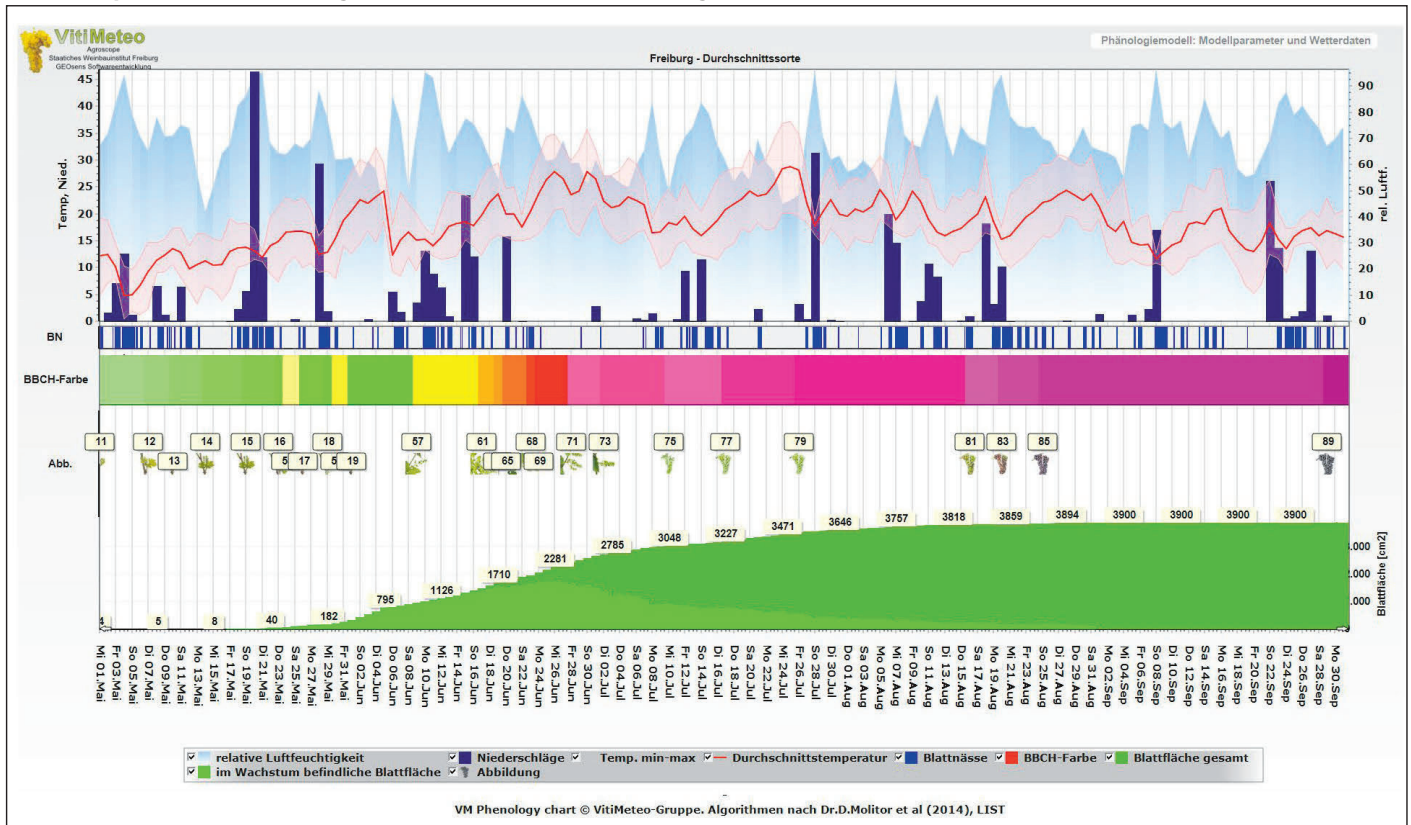 VitiMeteo
Agroscope
Staatliches Weinbauinstitut Freiburg
GEOsens Softwareentwicklung
Phänologiemodell: Modellparameter und Wetterdaten
Freiburg - Durchschnittssorte
Temp, Nied.
45
40
35
30
25
20
15
10
5
0
90
80
70
60
50
40
30
20
10
0
rel. Luftf.
BN
BBCH-Farbe
Abb.
11 12 13 14 15 16 5 17 18 5 19 57 61 65 68 69 71 73 75 77 79 81 83 85 89
4 5 8 40 182 795 1126 1710 2281 2785 3048 3227 3471 3646 3757 3818 3859 3894 3900 3900 3900 3900
.000
.000
.000
Blattfläche [cm2]
Mi 01.Mai
Fr 03.Mai
So 05.Mai
Di 07.Mai
Do 09.Mai
Sa 11.Mai
Mo 13.Mai
Mi 15.Mai
Fr 17.Mai
So 19.Mai
Di 21.Mai
Do 23.Mai
Sa 25.Mai
Mo 27.Mai
Mi 29.Mai
Fr 31.Mai
So 02.Jun
Di 04.Jun
Do 06.Jun
Sa 08.Jun
Mo 10.Jun
Mi 12.Jun
Fr 14.Jun
So 16.Jun
Di 18.Jun
Do 20.Jun
Sa 22.Jun
Mo 24.Jun
Mi 26.Jun
Fr 28.Jun
So 30.Jun
Di 02.Jul
Do 04.Jul
Sa 06.Jul
Mo 08.Jul
Mi 10.Jul
Fr 12.Jul
So 14.Jul
Di 16.Jul
Do 18.Jul
Sa 20.Jul
Mo 22.Jul
Mi 24.Jul
Fr 26.Jul
So 28.Jul
Di 30.Jul
Do 01.Aug
Sa 03.Aug
Mo 05.Aug
Mi 07.Aug
Fr 09.Aug
So 11.Aug
Di 13.Aug
Do 15.Aug
Sa 17.Aug
Mo 19.Aug
Mi 21.Aug
Fr 23.Aug
So 25.Aug
Di 27.Aug
Do 29.Aug
Sa 31.Aug
Mo 02.Sep
Mi 04.Sep
Fr 06.Sep
So 08.Sep
Di 10.Sep
Do 12.Sep
Sa 14.Sep
Mo 16.Sep
Mi 18.Sep
Fr 20.Sep
So 22.Sep
Di 24.Sep
Do 26.Sep
Sa 28.Sep
Mo 30.Sep
relative Luftfeuchtigkeit Niederschläge Temp. min-max Durchschnittstemperatur Blattnässe BBCH-Farbe Blattfläche gesamt
im Wachstum befindliche Blattfläche Abbildung
VM Phenology chart © VitiMeteo-Gruppe. Algorithmen nach Dr.D.Molitor et al (2014), LIST